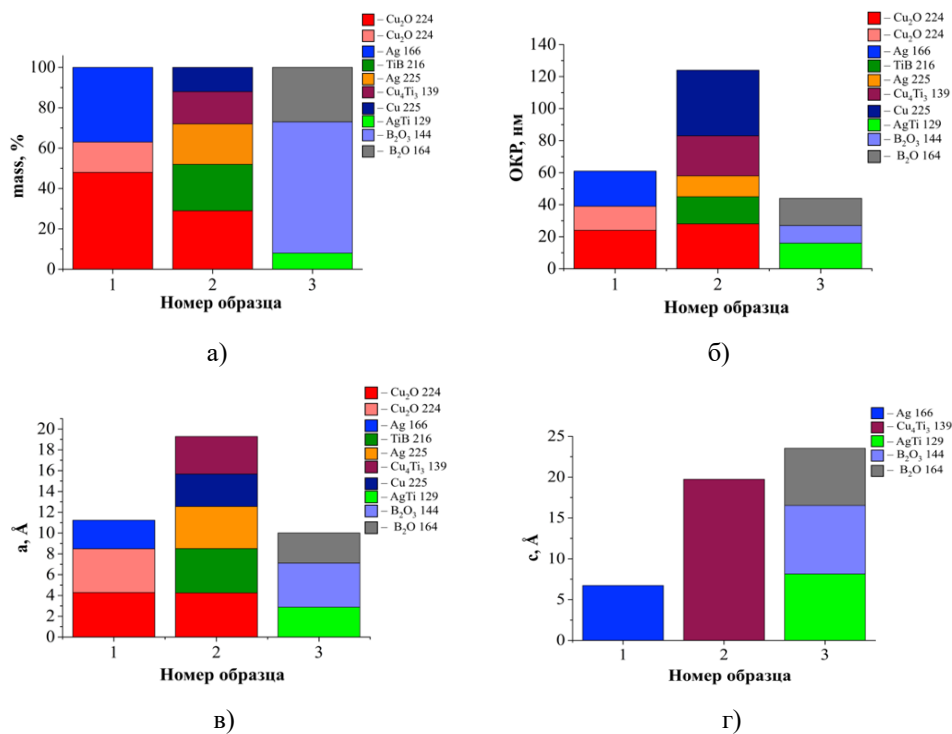 – Cu₂O 224
– Cu₂O 224
– Ag 166
– TiB 216
– Ag 225
– Cu₄Ti₃ 139
– Cu 225
– AgTi 129
– B₂O₃ 144
– B₂O 164
mass, %
100
80
60
40
20
0
1 2 3
Номер образца
а)
– Cu₂O 224
– Cu₂O 224
– Ag 166
– TiB 216
– Ag 225
– Cu₄Ti₃ 139
– Cu 225
– AgTi 129
– B₂O₃ 144
– B₂O 164
ОКР, нм
140
120
100
80
60
40
20
0
1 2 3
Номер образца
б)
– Cu₂O 224
– Cu₂O 224
– Ag 166
– TiB 216
– Ag 225
– Cu₄Ti₃ 139
– Cu 225
– AgTi 129
– B₂O₃ 144
– B₂O 164
a, Å
20
18
16
14
12
10
8
6
4
2
0
1 2 3
Номер образца
в)
– Ag 166
– Cu₄Ti₃ 139
– AgTi 129
– B₂O₃ 144
– B₂O 164
c, Å
25
20
15
10
5
0
1 2 3
Номер образца
г)